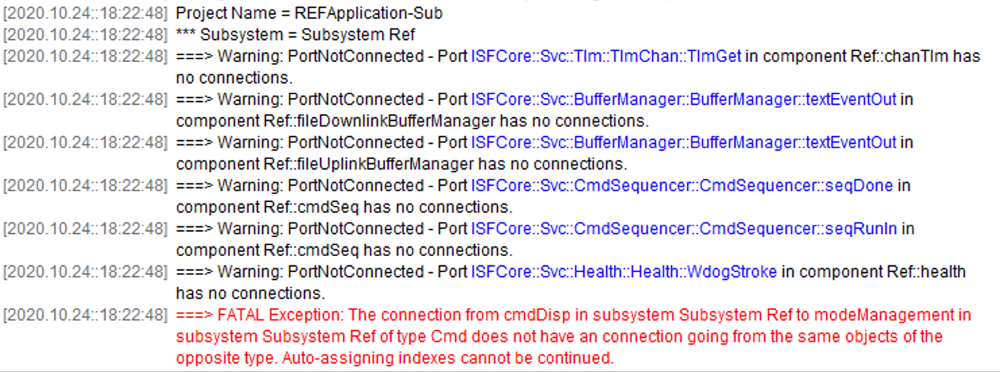 [2020.10.24::18:22:48] Project Name = REFApplication-Sub
[2020.10.24::18:22:48] *** Subsystem = Subsystem Ref
[2020.10.24::18:22:48] ===> Warning: PortNotConnected - Port ISFCore::Svc::Tlm::TlmChan::TlmGet in component Ref::chanTlm has
no connections.
[2020.10.24::18:22:48] ===> Warning: PortNotConnected - Port ISFCore::Svc::BufferManager::BufferManager::textEventOut in
component Ref::fileDownlinkBufferManager has no connections.
[2020.10.24::18:22:48] ===> Warning: PortNotConnected - Port ISFCore::Svc::BufferManager::BufferManager::textEventOut in
component Ref::fileUplinkBufferManager has no connections.
[2020.10.24::18:22:48] ===> Warning: PortNotConnected - Port ISFCore::Svc::CmdSequencer::CmdSequencer::seqDone in
component Ref::cmdSeq has no connections.
[2020.10.24::18:22:48] ===> Warning: PortNotConnected - Port ISFCore::Svc::CmdSequencer::CmdSequencer::seqRunIn in
component Ref::cmdSeq has no connections.
[2020.10.24::18:22:48] ===> Warning: PortNotConnected - Port ISFCore::Svc::Health::Health::WdogStroke in component Ref::health
has no connections.
[2020.10.24::18:22:48] ===> FATAL Exception: The connection from cmdDisp in subsystem Subsystem Ref to modeManagement in
subsystem Subsystem Ref of type Cmd does not have an connection going from the same objects of the
opposite type. Auto-assigning indexes cannot be continued.